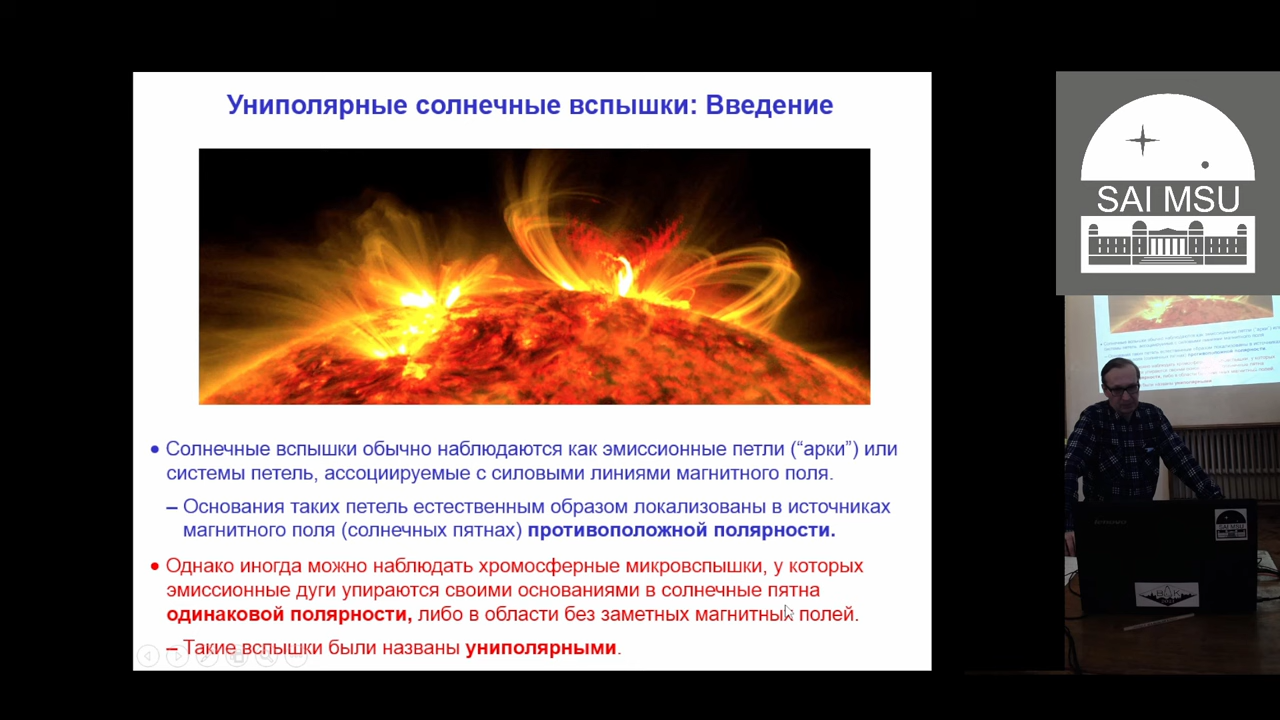 Униполярные солнечные вспышки: Введение
• Солнечные вспышки обычно наблюдаются как эмиссионные петли (“арки”) или
системы петель, ассоциируемые с силовыми линиями магнитного поля.
– Основания таких петель естественным образом локализованы в источниках
магнитного поля (солнечных пятнах) противоположной полярности.
• Однако иногда можно наблюдать хромосферные микровспышки, у которых
эмиссионные дуги упираются своими основаниями в солнечные пятна
одинаковой полярности, либо в области без заметных магнитных полей.
– Такие вспышки были названы униполярными.
SAI MSU
lenovo
SAI MSU